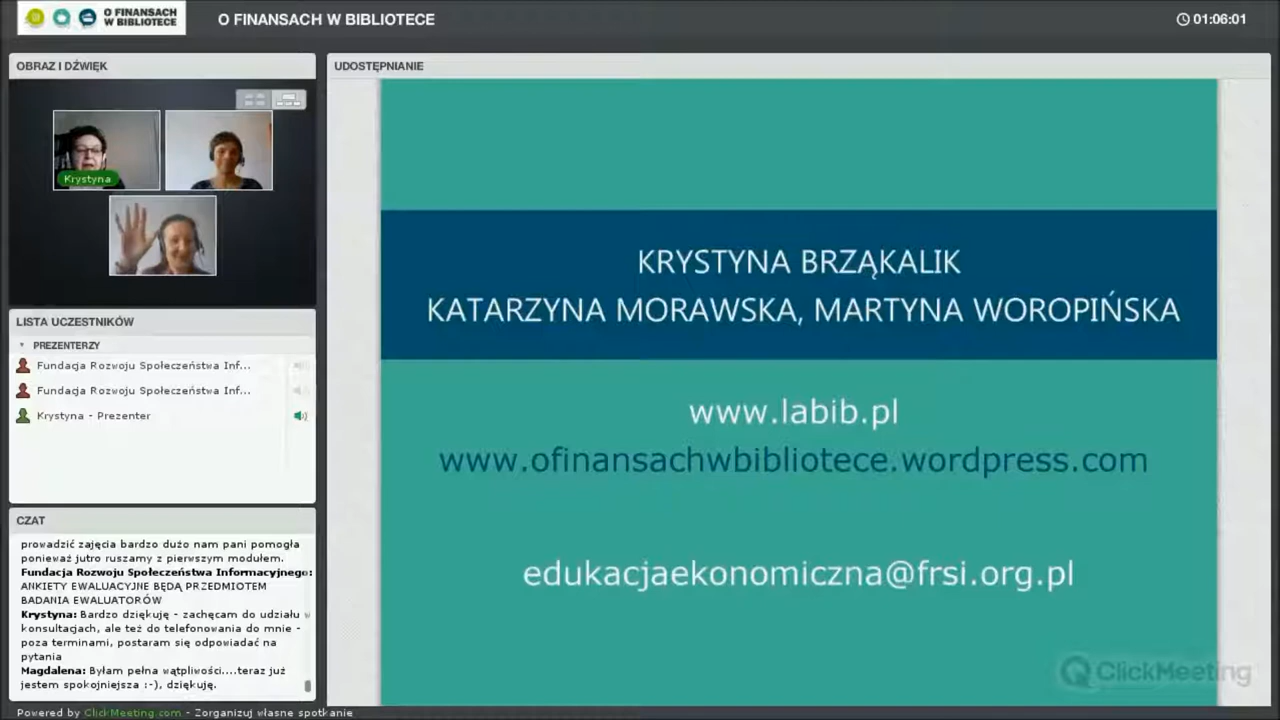 O FINANSACH
W BIBLIOTECE
O FINANSACH W BIBLIOTECE
01:06:01
OBRAZ I DŹWIĘK
Krystyna
LISTA UCZESTNIKÓW
PREZENTERZY
Fundacja Rozwoju Społeczeństwa Inf...
Fundacja Rozwoju Społeczeństwa Inf...
Krystyna - Prezenter
CZAT
prowadzić zajęcia bardzo dużo nam pani pomogła
ponieważ jutro ruszamy z pierwszym modułem.
Fundacja Rozwoju Społeczeństwa Informacyjnego:
ANKIETY EWALUACYJNE BĘDĄ PRZEDMIOTEM
BADANIA EWALUATORÓW
Krystyna: Bardzo dziękuję - zachęcam do udziału w
konsultacjach, ale też do telefonowania do mnie -
poza terminami, postaram się odpowiadać na
pytania
Magdalena: Byłam pełna wątpliwości....teraz już
jestem spokojniejsza :-), dziękuję.
Powered by ClickMeeting.com - Zorganizuj własne spotkanie
UDOSTĘPNIANIE
KRYSTYNA BRZĄKALIK
KATARZYNA MORAWSKA, MARTYNA WOROPIŃSKA
www.labib.pl
www.ofinansachwbibliotece.wordpress.com
edukacjaekonomiczna@frsi.org.pl
ClickMeeting